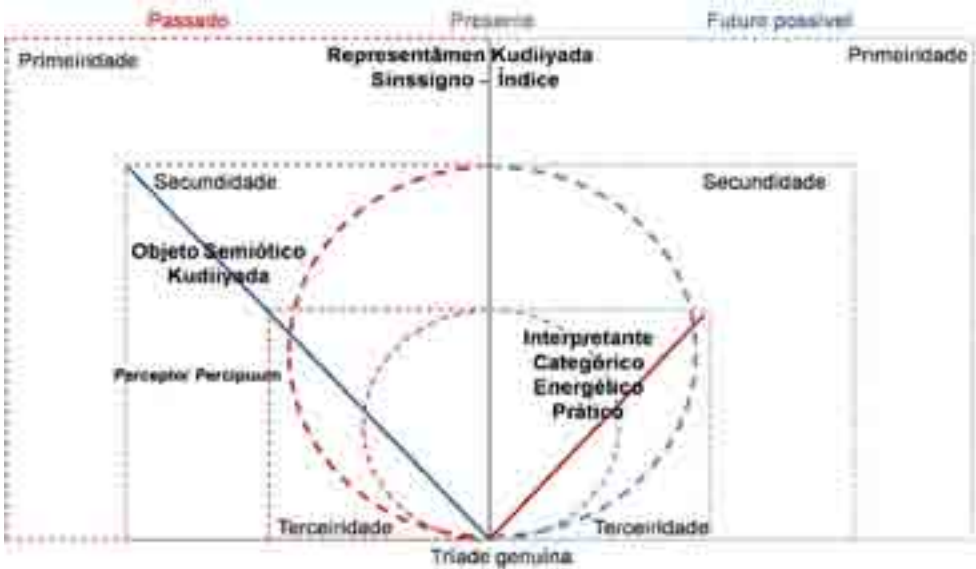 Passado
Presente
Futuro possível
Primeiridade
Representâmen Kudiiyada
Sinssigno – Índice
Primeiridade
Secundidade
Secundidade
Objeto Semiótico
Kudiiyada
Interpretante
Categórico
Energético
Prático
Perceptor Percipuum
Terceiridade
Terceiridade
Tríade genuína